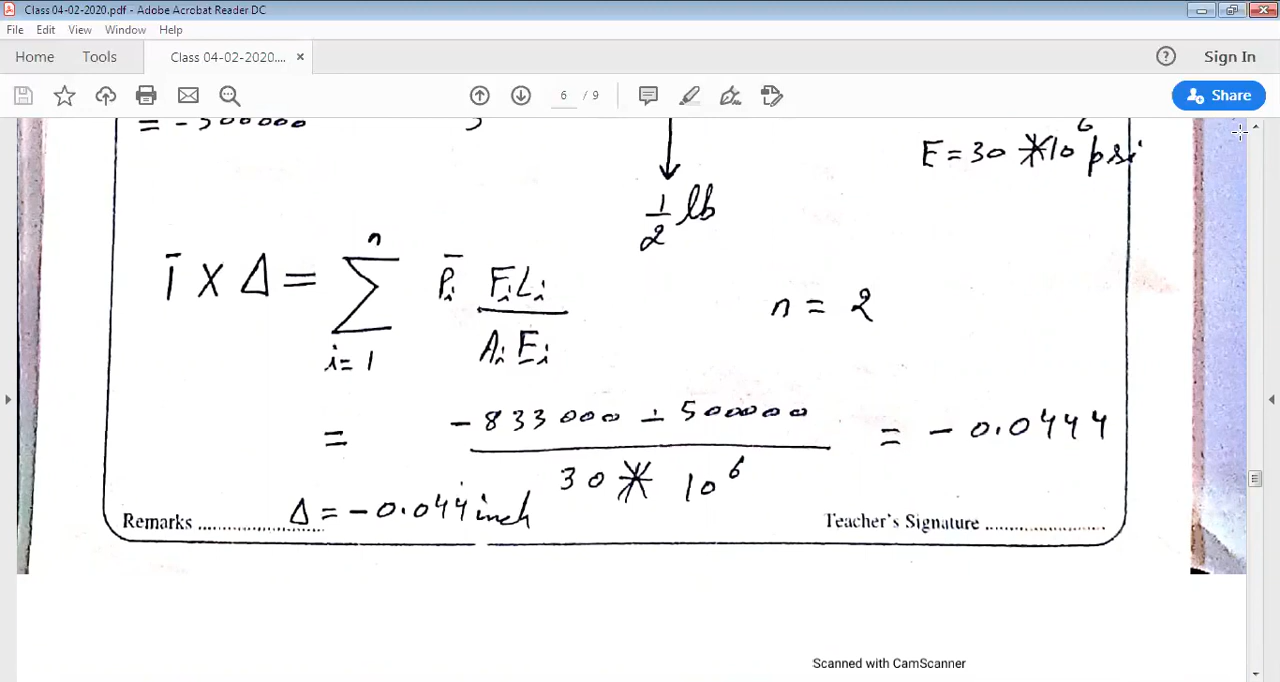 Class 04-02-2020.pdf - Adobe Acrobat Reader DC
File Edit View Window Help
Home Tools Class 04-02-2020.... ×
Sign In
6 / 9
Share
= - 500000
E = 30 * 10^6 psi
1/2 lb
1̄ × Δ = Σ_{i=1}^{n} P̄i FiLi / AiEi
n = 2
= -833000 ÷ 500000 / 30 * 10^6 = - 0.0444
Δ = -0.044 inch
Remarks ........................
Teacher's Signature ........................
Scanned with CamScanner